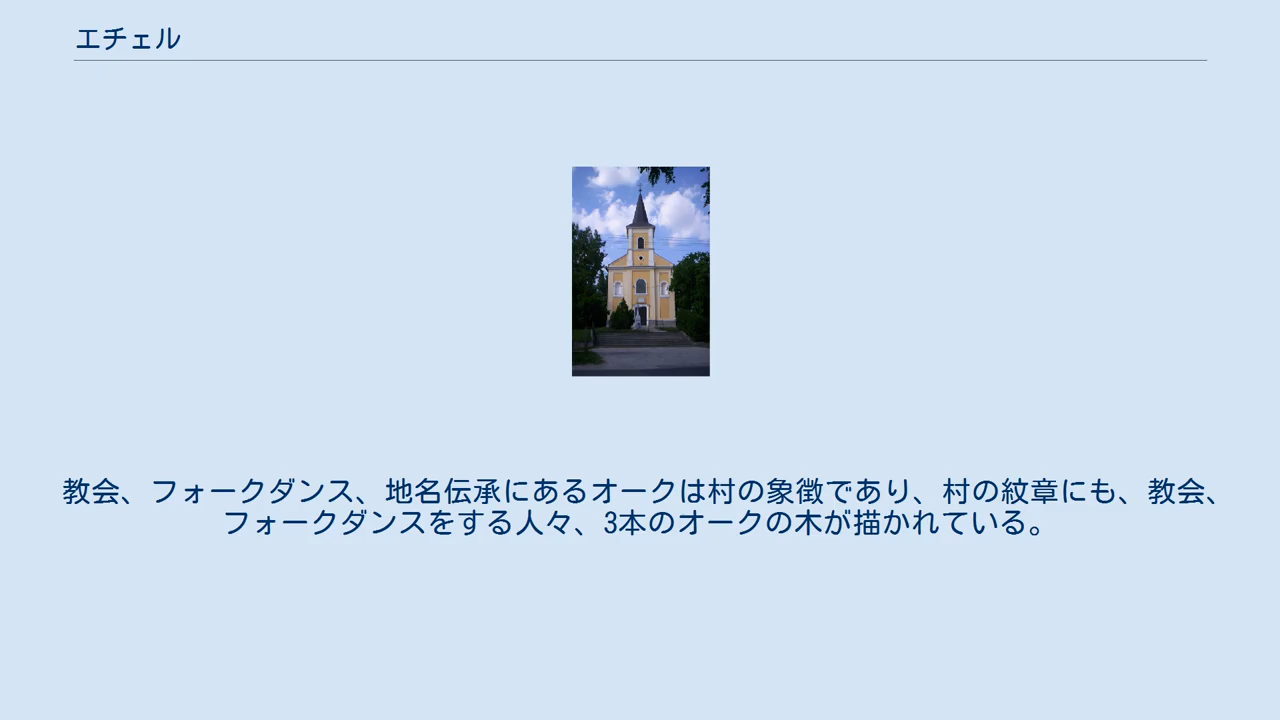 エチェル
教会、フォークダンス、地名伝承にあるオークは村の象徴であり、村の紋章にも、教会、
フォークダンスをする人々、3本のオークの木が描かれている。